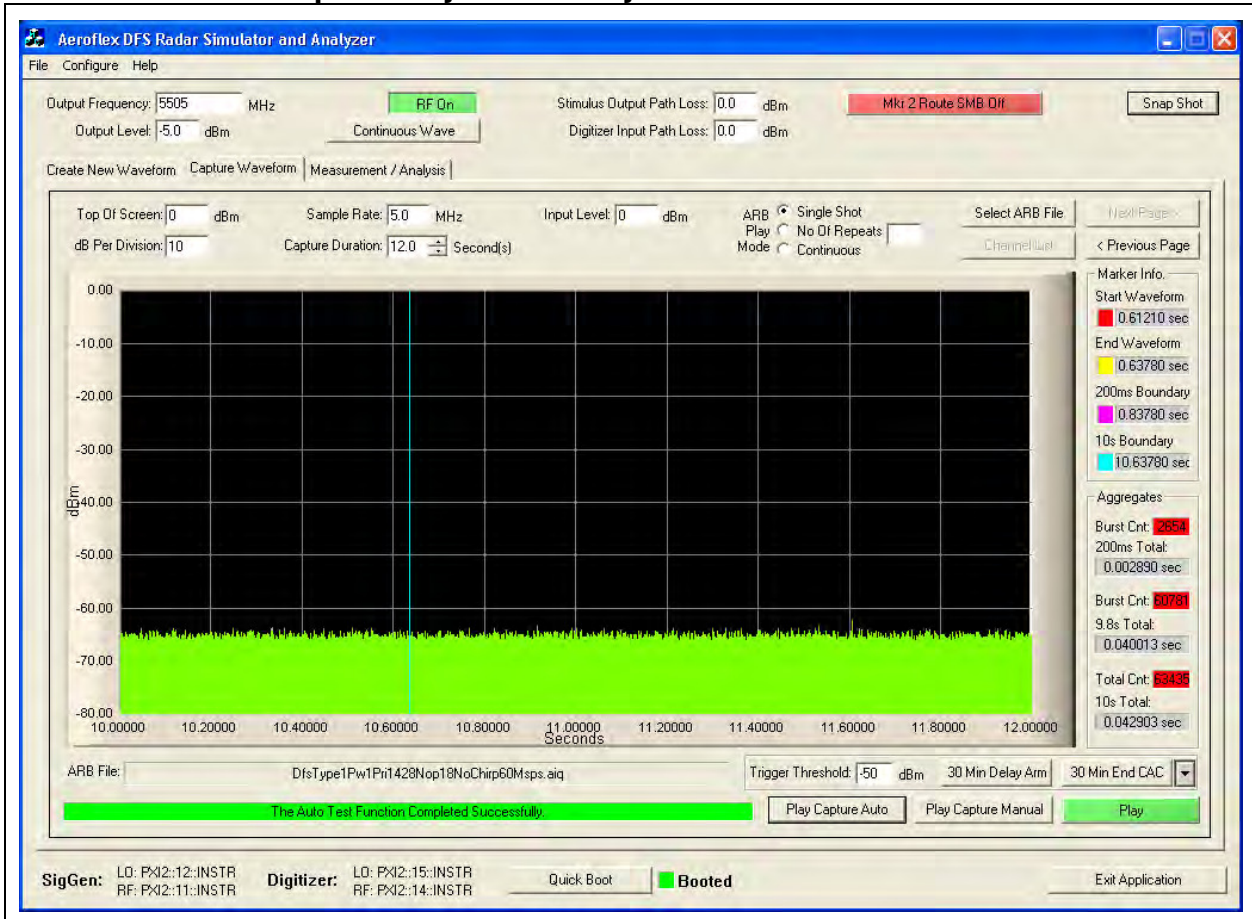 Aeroflex DFS Radar Simulator and Analyzer
File Configure Help
Output Frequency: 5505 MHz
RF On
Stimulus Output Path Loss: 0.0 dBm
Mkr 2 Route SMB Off
Snap Shot
Output Level: -5.0 dBm
Continuous Wave
Digitizer Input Path Loss: 0.0 dBm
Create New Waveform
Capture Waveform
Measurement / Analysis
Top Of Screen: 0 dBm
Sample Rate: 5.0 MHz
Input Level: 0 dBm
ARB Play Mode
Single Shot
No Of Repeats
Continuous
Select ARB File
Next Page >
dB Per Division: 10
Capture Duration: 12.0 Second(s)
Channel List
< Previous Page
0.00
-10.00
-20.00
-30.00
-40.00
-50.00
-60.00
-70.00
-80.00
dBm
10.00000 10.20000 10.40000 10.60000 10.80000 11.00000 11.20000 11.40000 11.60000 11.80000 12.00000
Seconds
Marker Info.
Start Waveform
0.61210 sec
End Waveform
0.63780 sec
200ms Boundary
0.83780 sec
10s Boundary
10.63780 sec
Aggregates
Burst Cnt: 2654
200ms Total:
0.002890 sec
Burst Cnt: 60781
9.8s Total:
0.040013 sec
Total Cnt: 63435
10s Total:
0.042903 sec
ARB File: DfsType1Pw1Pri1428Nop18NoChirp60Msps.aiq
Trigger Threshold: -50 dBm
30 Min Delay Arm
30 Min End CAC
The Auto Test Function Completed Successfully.
Play Capture Auto
Play Capture Manual
Play
SigGen: LO: PXI2::12::INSTR
RF: PXI2::11::INSTR
Digitizer: LO: PXI2::15::INSTR
RF: PXI2::14::INSTR
Quick Boot
Booted
Exit Application